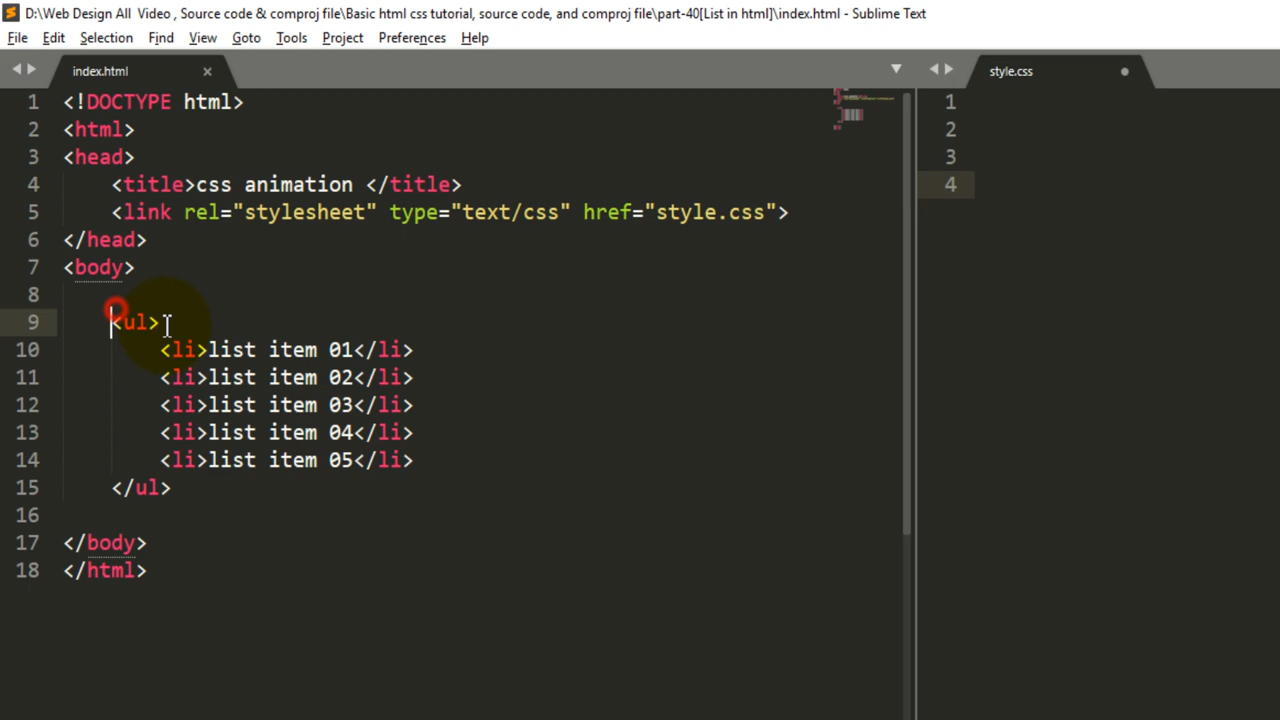 D:\Web Design All  Video , Source code & comproj file\Basic html css tutorial, source code, and comproj file\part-40[List in html]\index.html - Sublime Text
File Edit Selection Find View Goto Tools Project Preferences Help
index.html
style.css
1 <!DOCTYPE html>
2 <html>
3 <head>
4 <title>css animation </title>
5 <link rel="stylesheet" type="text/css" href="style.css">
6 </head>
7 <body>
8
9 <ul>
10 <li>list item 01</li>
11 <li>list item 02</li>
12 <li>list item 03</li>
13 <li>list item 04</li>
14 <li>list item 05</li>
15 </ul>
16
17 </body>
18 </html>
1
2
3
4